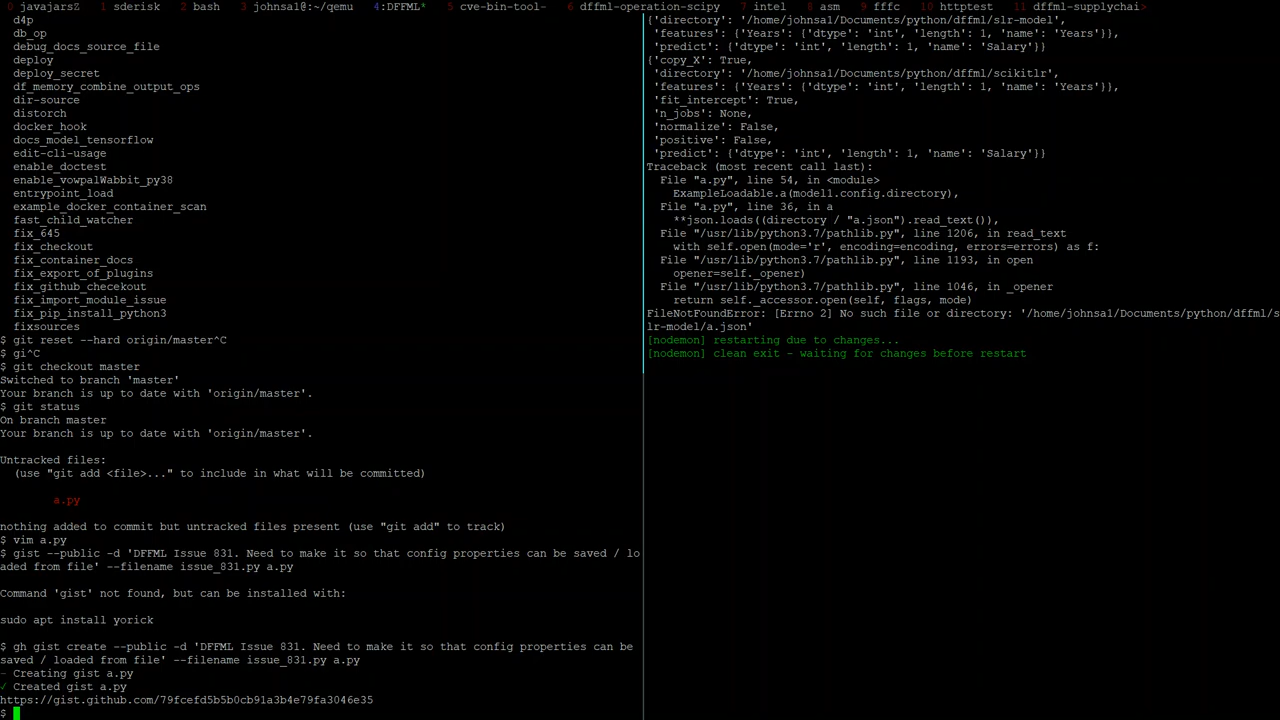 0 javajarsZ  1 sderisk  2 bash  3 johnsa1@:~/qemu  4:DFFML*  5 cve-bin-tool-  6 dffml-operation-scipy  7 intel  8 asm  9 fffc  10 httptest  11 dffml-supplychai>
d4p
db_op
debug_docs_source_file
deploy
deploy_secret
df_memory_combine_output_ops
dir-source
distorch
docker_hook
docs_model_tensorflow
edit-cli-usage
enable_doctest
enable_vowpalWabbit_py38
entrypoint_load
example_docker_container_scan
fast_child_watcher
fix_645
fix_checkout
fix_container_docs
fix_export_of_plugins
fix_github_checekout
fix_import_module_issue
fix_pip_install_python3
fixsources
$ git reset --hard origin/master^C
$ gi^C
$ git checkout master
Switched to branch 'master'
Your branch is up to date with 'origin/master'.
$ git status
On branch master
Your branch is up to date with 'origin/master'.
Untracked files:
(use "git add <file>..." to include in what will be committed)
a.py
nothing added to commit but untracked files present (use "git add" to track)
$ vim a.py
$ gist --public -d 'DFFML Issue 831. Need to make it so that config properties can be saved / lo
aded from file' --filename issue_831.py a.py
Command 'gist' not found, but can be installed with:
sudo apt install yorick
$ gh gist create --public -d 'DFFML Issue 831. Need to make it so that config properties can be
saved / loaded from file' --filename issue_831.py a.py
- Creating gist a.py
✓ Created gist a.py
https://gist.github.com/79fcefd5b5b0cb91a3b4e79fa3046e35
$
{'directory': '/home/johnsa1/Documents/python/dffml/slr-model',
'features': {'Years': {'dtype': 'int', 'length': 1, 'name': 'Years'}},
'predict': {'dtype': 'int', 'length': 1, 'name': 'Salary'}}
{'copy_X': True,
'directory': '/home/johnsa1/Documents/python/dffml/scikitlr',
'features': {'Years': {'dtype': 'int', 'length': 1, 'name': 'Years'}},
'fit_intercept': True,
'n_jobs': None,
'normalize': False,
'positive': False,
'predict': {'dtype': 'int', 'length': 1, 'name': 'Salary'}}
Traceback (most recent call last):
File "a.py", line 54, in <module>
ExampleLoadable.a(model1.config.directory),
File "a.py", line 36, in a
**json.loads((directory / "a.json").read_text()),
File "/usr/lib/python3.7/pathlib.py", line 1206, in read_text
with self.open(mode='r', encoding=encoding, errors=errors) as f:
File "/usr/lib/python3.7/pathlib.py", line 1193, in open
opener=self._opener)
File "/usr/lib/python3.7/pathlib.py", line 1046, in _opener
return self._accessor.open(self, flags, mode)
FileNotFoundError: [Errno 2] No such file or directory: '/home/johnsa1/Documents/python/dffml/s
lr-model/a.json'
[nodemon] restarting due to changes...
[nodemon] clean exit - waiting for changes before restart